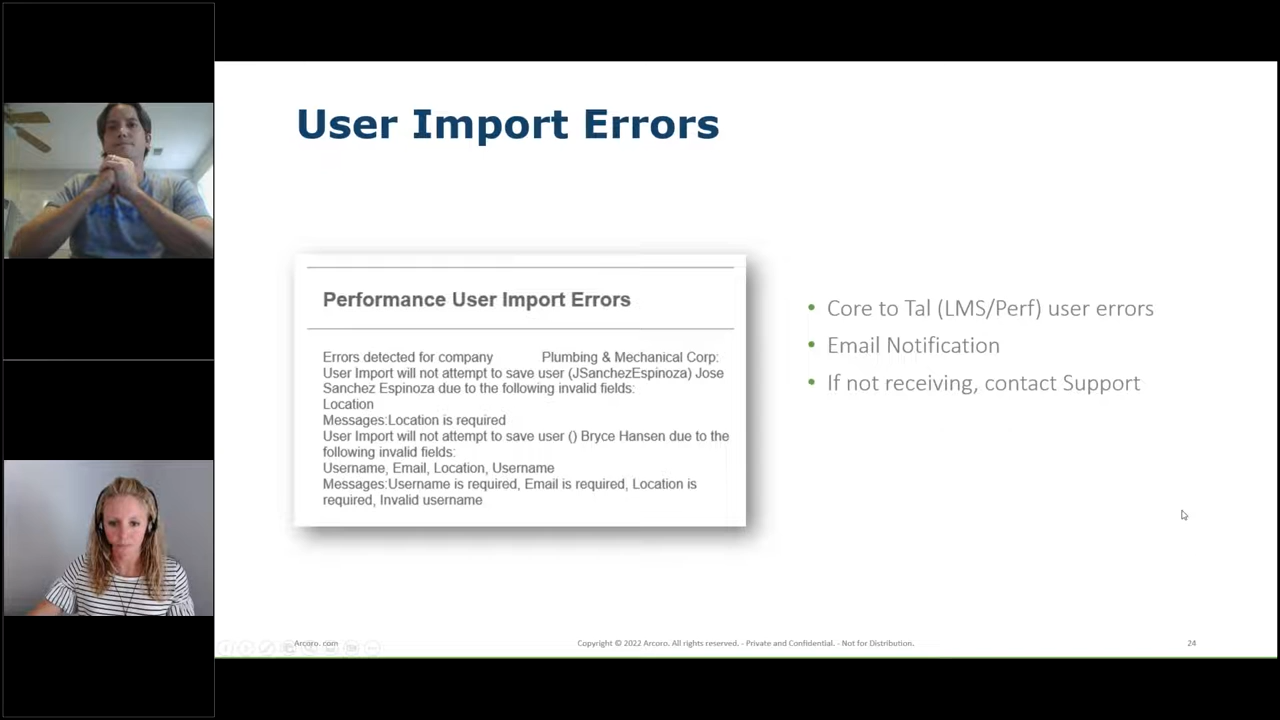 User Import Errors
Performance User Import Errors
Errors detected for company Plumbing & Mechanical Corp:
User Import will not attempt to save user (JSanchezEspinoza) Jose
Sanchez Espinoza due to the following invalid fields:
Location
Messages:Location is required
User Import will not attempt to save user () Bryce Hansen due to the
following invalid fields:
Username, Email, Location, Username
Messages:Username is required, Email is required, Location is
required, Invalid username
• Core to Tal (LMS/Perf) user errors
• Email Notification
• If not receiving, contact Support
Arcoro. com
Copyright © 2022 Arcoro. All rights reserved. - Private and Confidential. - Not for Distribution.
24